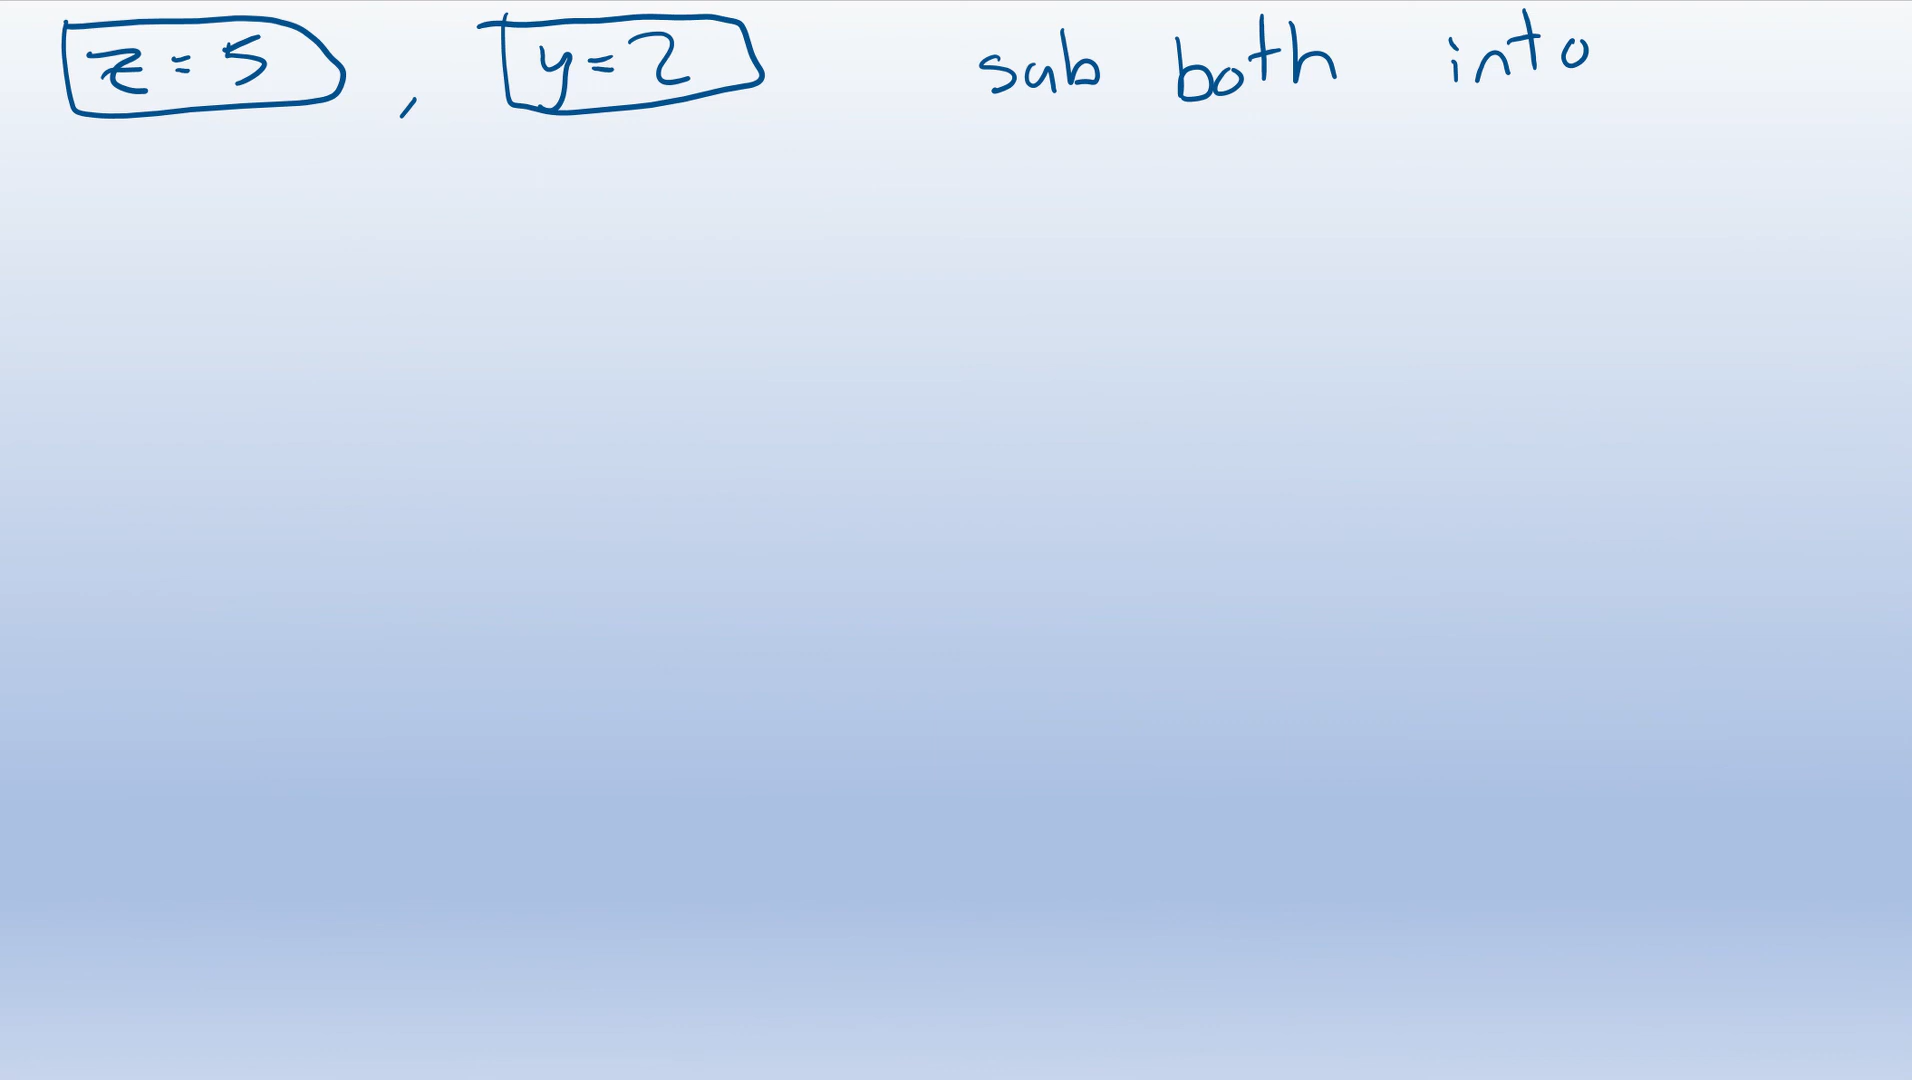 z = 5 , y = 2 sub both into